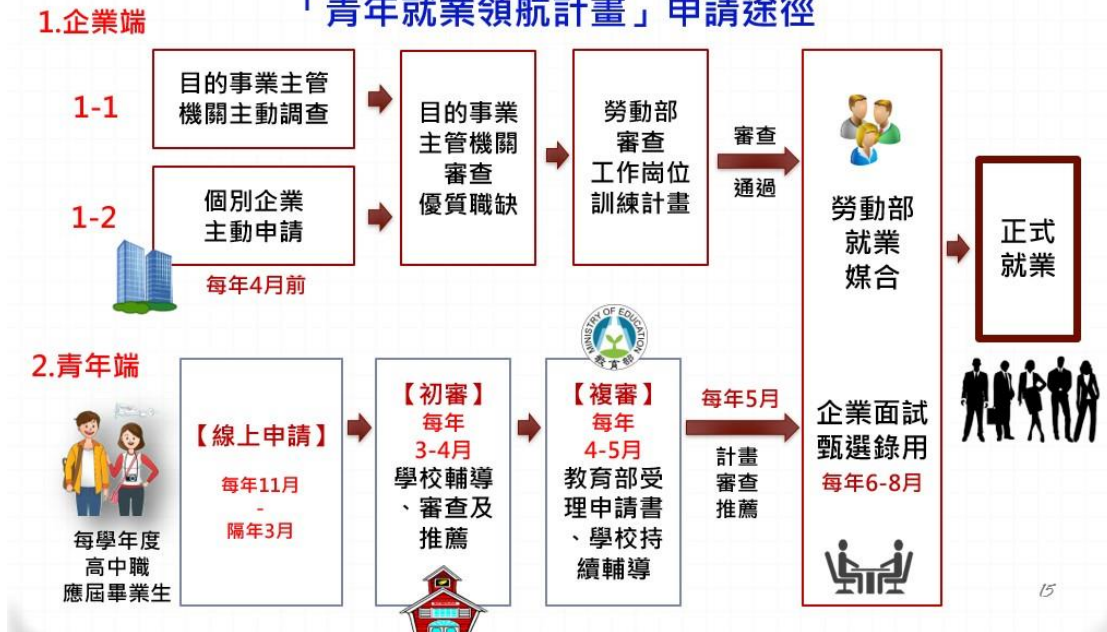 「青年就業領航計畫」申請途徑
1.企業端
1-1
目的事業主管
機關主動調查
1-2
個別企業
主動申請
每年4月前
目的事業
主管機關
審查
優質職缺
勞動部
審查
工作崗位
訓練計畫
審查
通過
勞動部
就業
媒合
正式
就業
2.青年端
每學年度
高中職
應屆畢業生
【線上申請】
每年11月
-
隔年3月
【初審】
每年
3-4月
學校輔導
、審查及
推薦
MINISTRY OF EDUCATION
教育部
【複審】
每年
4-5月
教育部受
理申請書
、學校持
續輔導
每年5月
計畫
審查
推薦
企業面試
甄選錄用
每年6-8月
15